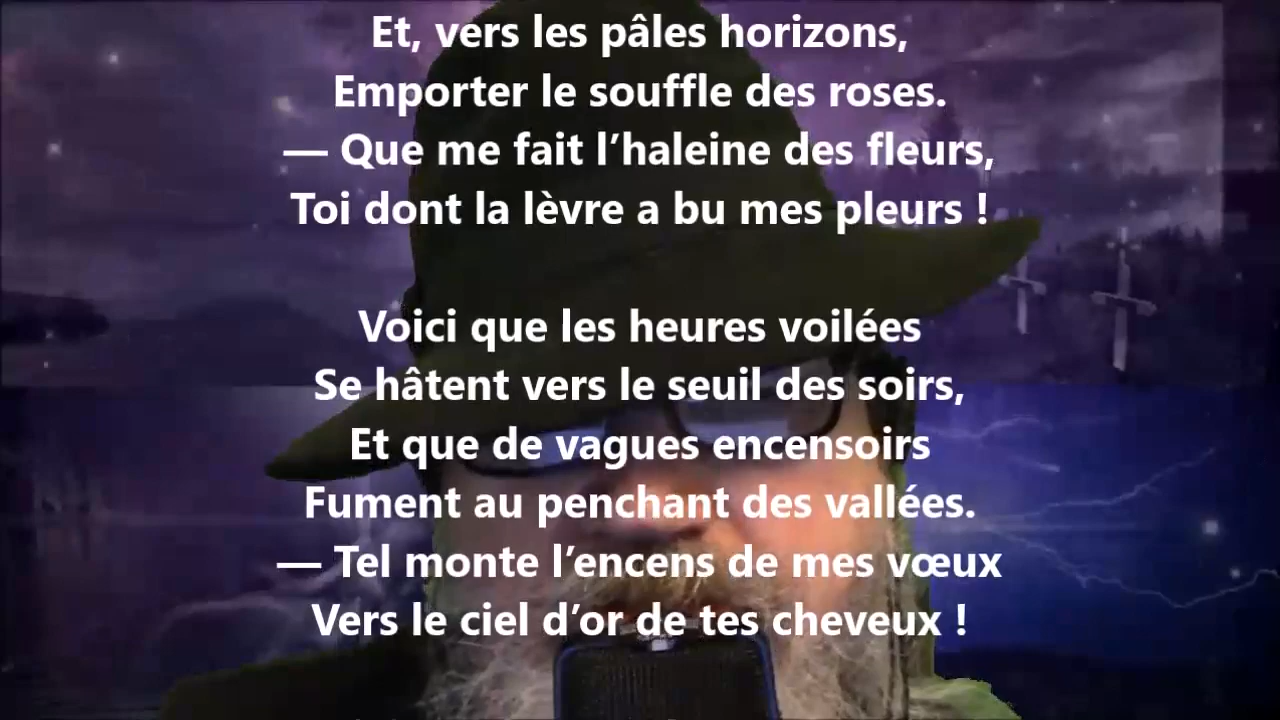 Et, vers les pâles horizons,
Emporter le souffle des roses.
— Que me fait l’haleine des fleurs,
Toi dont la lèvre a bu mes pleurs !
Voici que les heures voilées
Se hâtent vers le seuil des soirs,
Et que de vagues encensoirs
Fument au penchant des vallées.
— Tel monte l’encens de mes vœux
Vers le ciel d’or de tes cheveux !